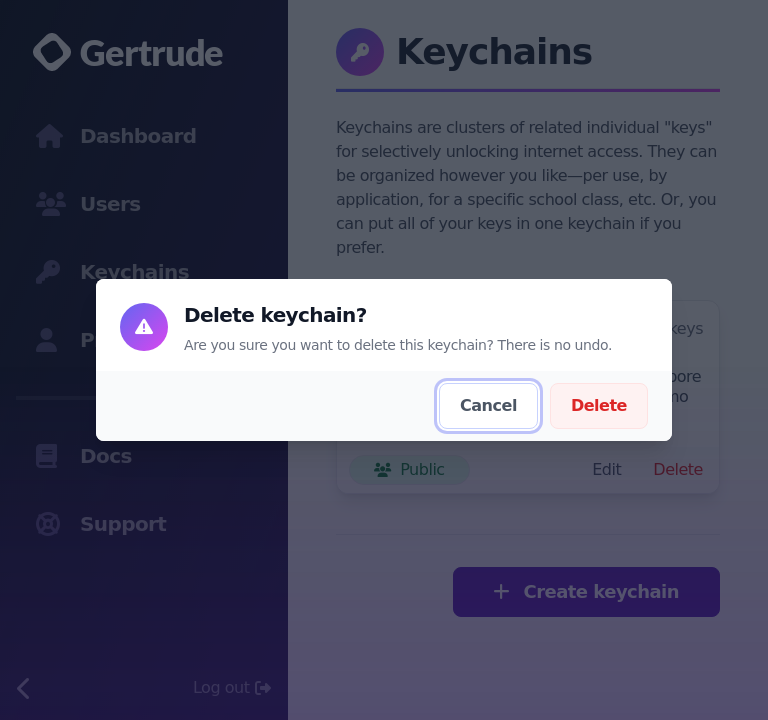 Gertrude
Dashboard
Users
Keychains
Docs
Support
Log out
Keychains
Keychains are clusters of related individual "keys"
for selectively unlocking internet access. They can
be organized however you like—per use, by
application, for a specific school class, etc. Or, you
can put all of your keys in one keychain if you
prefer.
keys
Delete keychain?
Are you sure you want to delete this keychain? There is no undo.
Cancel
Delete
Public
Edit
Delete
Create keychain